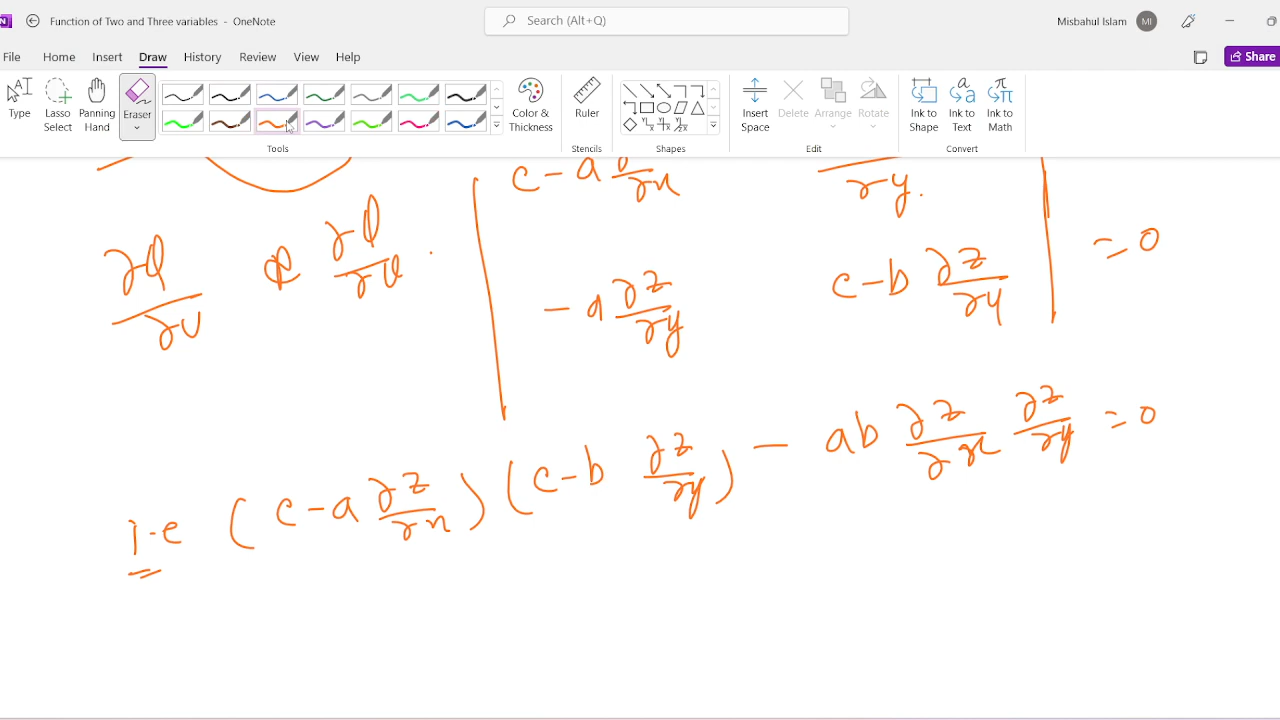 Function of Two and Three variables - OneNote
Search (Alt+Q)
Misbahul Islam
MI
File Home Insert Draw History Review View Help
Share
Type
Lasso Select
Panning Hand
Eraser
Color & Thickness
Ruler
Insert Space
Delete
Arrange
Rotate
Ink to Shape
Ink to Text
Ink to Math
Tools
Stencils
Shapes
Edit
Convert
c - a ∂/∂x
∂y.
- a ∂z/∂y c - b ∂z/∂y = 0
i.e (c - a ∂z/∂x) (c - b ∂z/∂y) - ab ∂z/∂x ∂z/∂y = 0